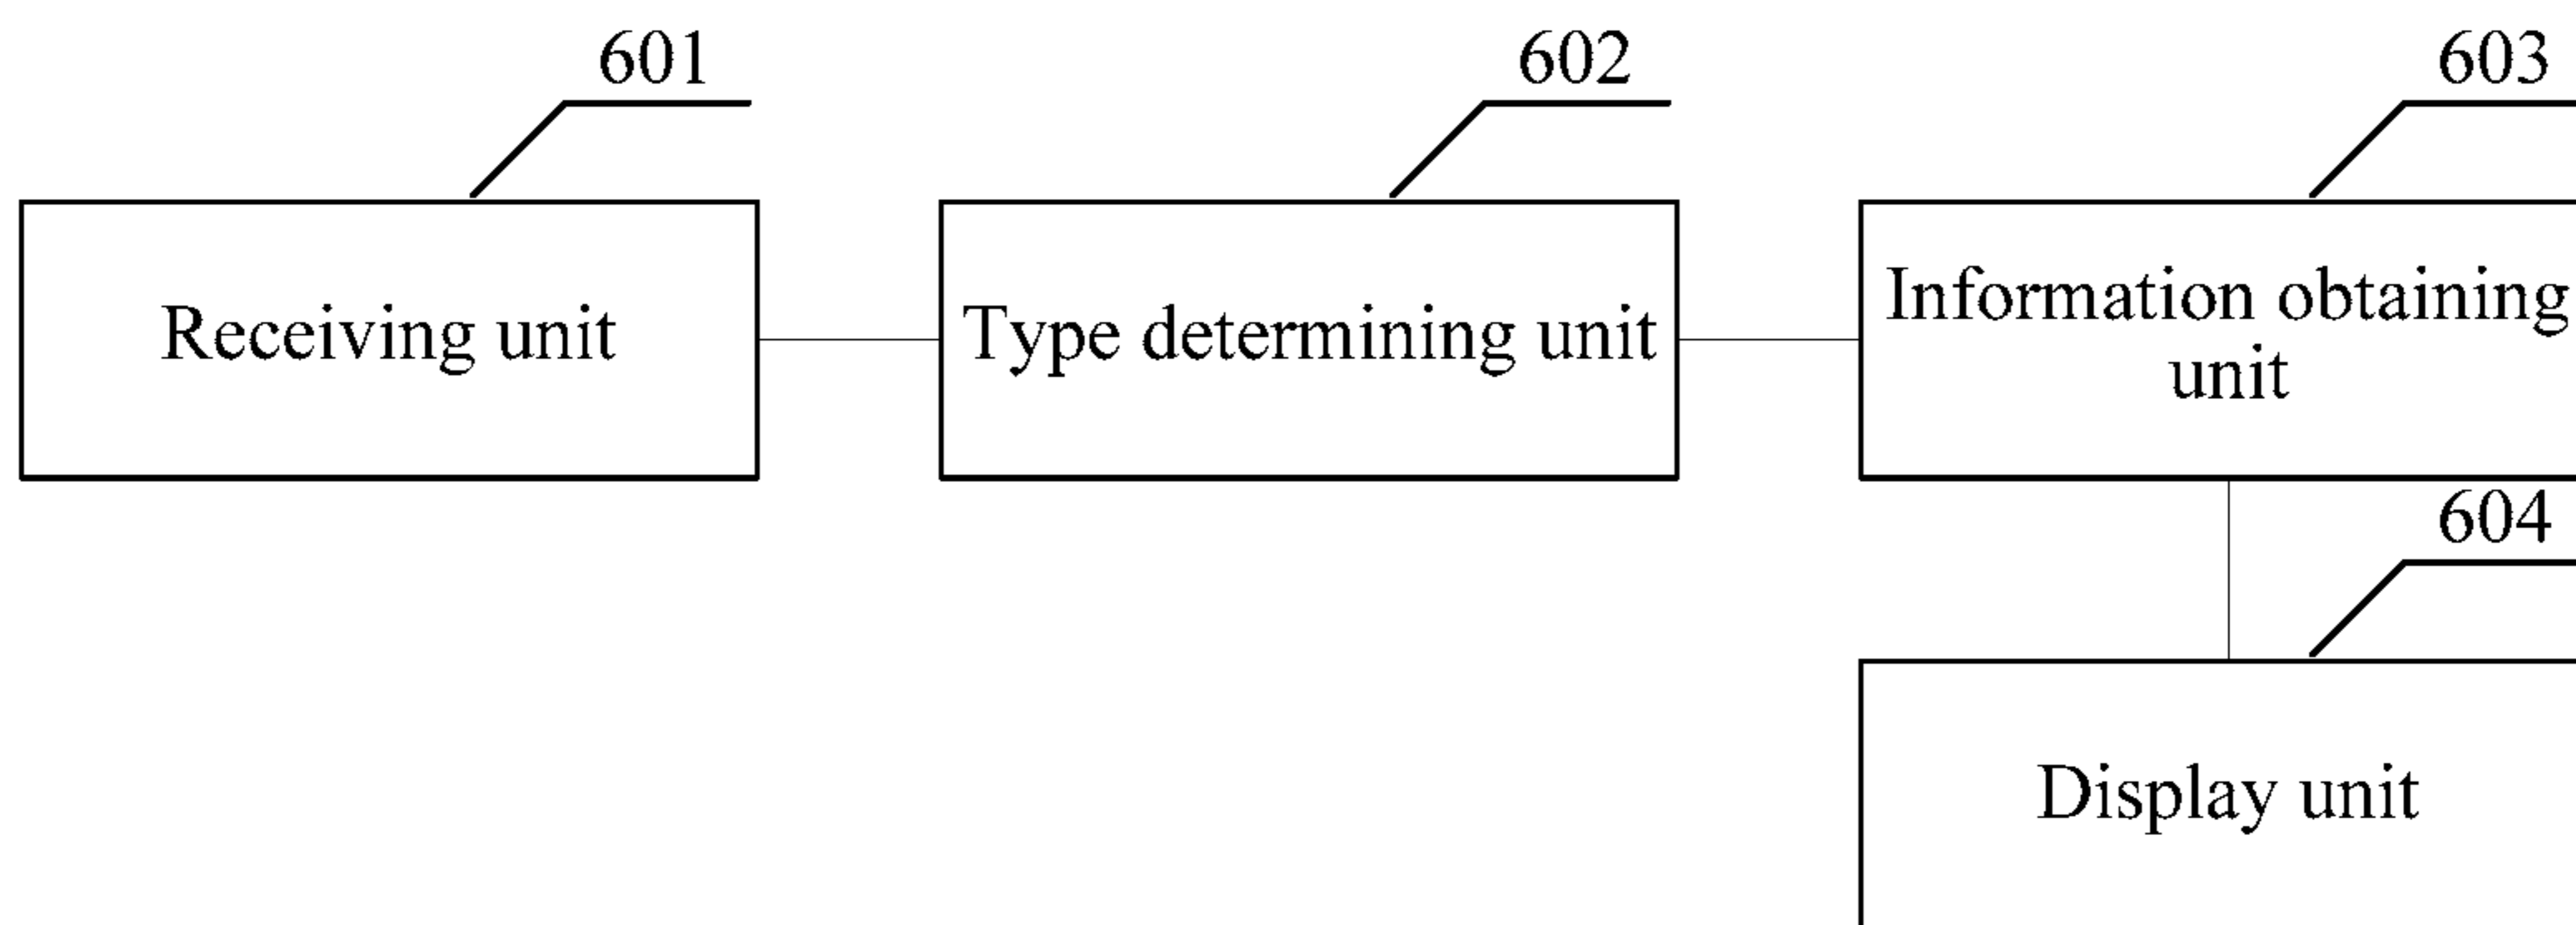 601
602
603
Receiving unit
Type determining unit
Information obtaining
unit
604
Display unit